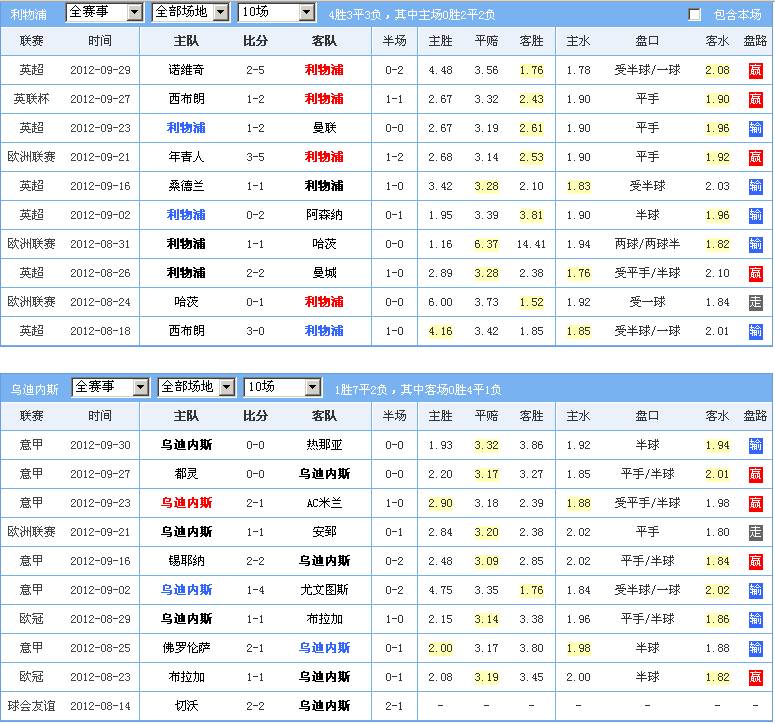 利物浦 全赛事 全部场地 10场 4胜3平3负，其中主场0胜2平2负 包含本场
联赛 时间 主队 比分 客队 半场 主胜 平赔 客胜 主水 盘口 客水 盘路
英超 2012-09-29 诺维奇 2-5 利物浦 0-2 4.48 3.56 1.76 1.78 受半球/一球 2.08 赢
英联杯 2012-09-27 西布朗 1-2 利物浦 1-1 2.67 3.32 2.43 1.90 平手 1.90 赢
英超 2012-09-23 利物浦 1-2 曼联 0-0 2.67 3.19 2.61 1.90 平手 1.96 输
欧洲联赛 2012-09-21 年青人 3-5 利物浦 1-2 2.68 3.14 2.53 1.90 平手 1.92 赢
英超 2012-09-16 桑德兰 1-1 利物浦 1-0 3.42 3.28 2.10 1.83 受半球 2.03 输
英超 2012-09-02 利物浦 0-2 阿森纳 0-1 1.95 3.39 3.81 1.90 半球 1.96 输
欧洲联赛 2012-08-31 利物浦 1-1 哈茨 0-0 1.16 6.37 14.41 1.94 两球/两球半 1.82 输
英超 2012-08-26 利物浦 2-2 曼城 1-0 2.89 3.28 2.38 1.76 受平手/半球 2.10 赢
欧洲联赛 2012-08-24 哈茨 0-1 利物浦 0-0 6.00 3.73 1.52 1.92 受一球 1.84 走
英超 2012-08-18 西布朗 3-0 利物浦 1-0 4.16 3.42 1.85 1.85 受半球/一球 2.01 输
乌迪内斯 全赛事 全部场地 10场 1胜7平2负，其中客场0胜4平1负
联赛 时间 主队 比分 客队 半场 主胜 平赔 客胜 主水 盘口 客水 盘路
意甲 2012-09-30 乌迪内斯 0-0 热那亚 0-0 1.93 3.32 3.86 1.92 半球 1.94 输
意甲 2012-09-27 都灵 0-0 乌迪内斯 0-0 2.20 3.17 3.27 1.85 平手/半球 2.01 赢
意甲 2012-09-23 乌迪内斯 2-1 AC米兰 1-0 2.90 3.18 2.39 1.88 受平手/半球 1.98 赢
欧洲联赛 2012-09-21 乌迪内斯 1-1 安郅 0-1 2.84 3.20 2.38 2.02 平手 1.80 走
意甲 2012-09-16 锡耶纳 2-2 乌迪内斯 0-2 2.48 3.09 2.85 2.02 平手/半球 1.84 赢
意甲 2012-09-02 乌迪内斯 1-4 尤文图斯 0-2 4.75 3.35 1.76 1.84 受半球/一球 2.02 输
欧冠 2012-08-29 乌迪内斯 1-1 布拉加 1-0 2.15 3.14 3.38 1.96 平手/半球 1.86 输
意甲 2012-08-25 佛罗伦萨 2-1 乌迪内斯 0-1 2.00 3.17 3.80 1.98 半球 1.88 输
欧冠 2012-08-23 布拉加 1-1 乌迪内斯 0-1 2.08 3.19 3.45 2.00 半球 1.82 赢
球会友谊 2012-08-14 切沃 2-2 乌迪内斯 2-1 - - - - - - -